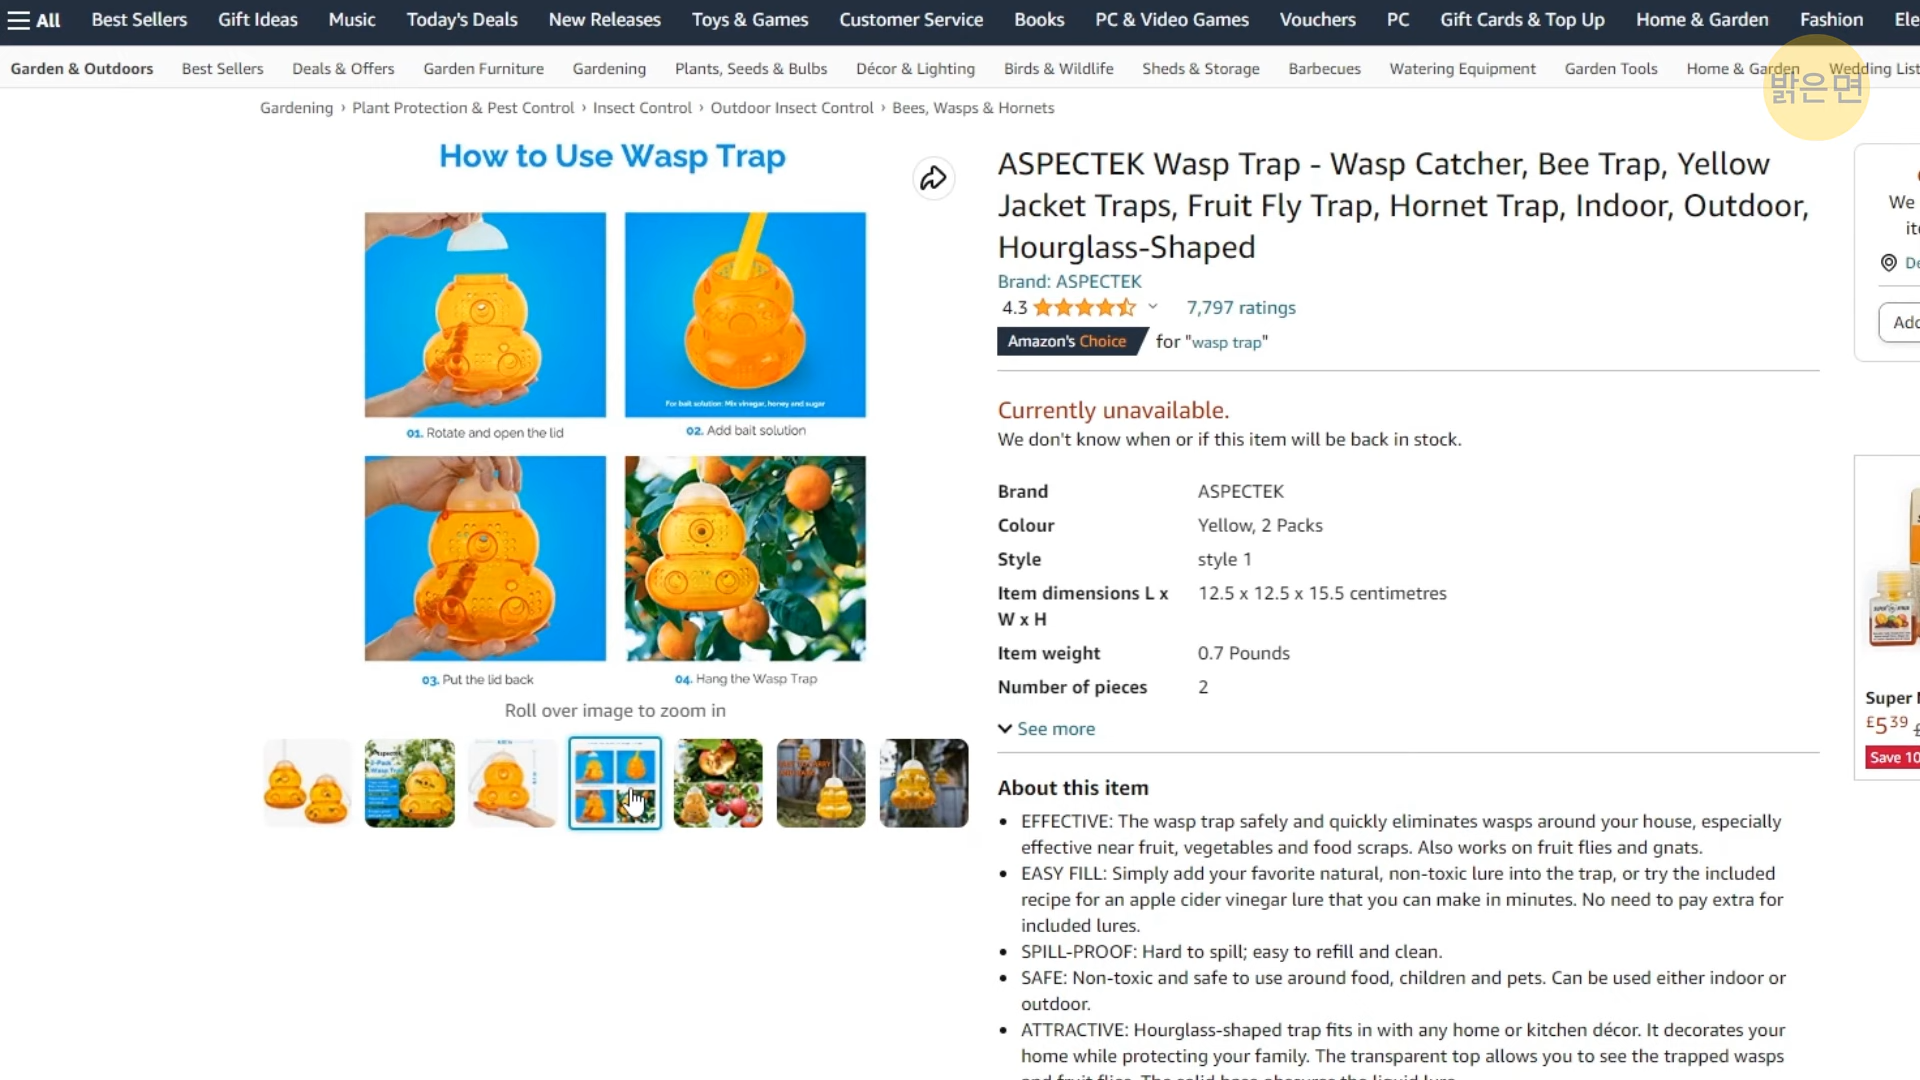 All Best Sellers Gift Ideas Music Today's Deals New Releases Toys & Games Customer Service Books PC & Video Games Vouchers PC Gift Cards & Top Up Home & Garden Fashion Ele
Garden & Outdoors Best Sellers Deals & Offers Garden Furniture Gardening Plants, Seeds & Bulbs Décor & Lighting Birds & Wildlife Sheds & Storage Barbecues Watering Equipment Garden Tools Home & Garden Wedding List
밝은면
Gardening › Plant Protection & Pest Control › Insect Control › Outdoor Insect Control › Bees, Wasps & Hornets
How to Use Wasp Trap
For bait solution: Mix vinegar, honey and sugar
01. Rotate and open the lid
02. Add bait solution
03. Put the lid back
04. Hang the Wasp Trap
Roll over image to zoom in
ASPECTEK Wasp Trap - Wasp Catcher, Bee Trap, Yellow
Jacket Traps, Fruit Fly Trap, Hornet Trap, Indoor, Outdoor,
Hourglass-Shaped
Brand: ASPECTEK
4.3 7,797 ratings
Amazon's Choice for "wasp trap"
Currently unavailable.
We don't know when or if this item will be back in stock.
Brand ASPECTEK
Colour Yellow, 2 Packs
Style style 1
Item dimensions L x 12.5 x 12.5 x 15.5 centimetres
W x H
Item weight 0.7 Pounds
Number of pieces 2
See more
About this item
• EFFECTIVE: The wasp trap safely and quickly eliminates wasps around your house, especially
effective near fruit, vegetables and food scraps. Also works on fruit flies and gnats.
• EASY FILL: Simply add your favorite natural, non-toxic lure into the trap, or try the included
recipe for an apple cider vinegar lure that you can make in minutes. No need to pay extra for
included lures.
• SPILL-PROOF: Hard to spill; easy to refill and clean.
• SAFE: Non-toxic and safe to use around food, children and pets. Can be used either indoor or
outdoor.
• ATTRACTIVE: Hourglass-shaped trap fits in with any home or kitchen décor. It decorates your
home while protecting your family. The transparent top allows you to see the trapped wasps
We
ite
De
Add
Super
£5 39
Save 10